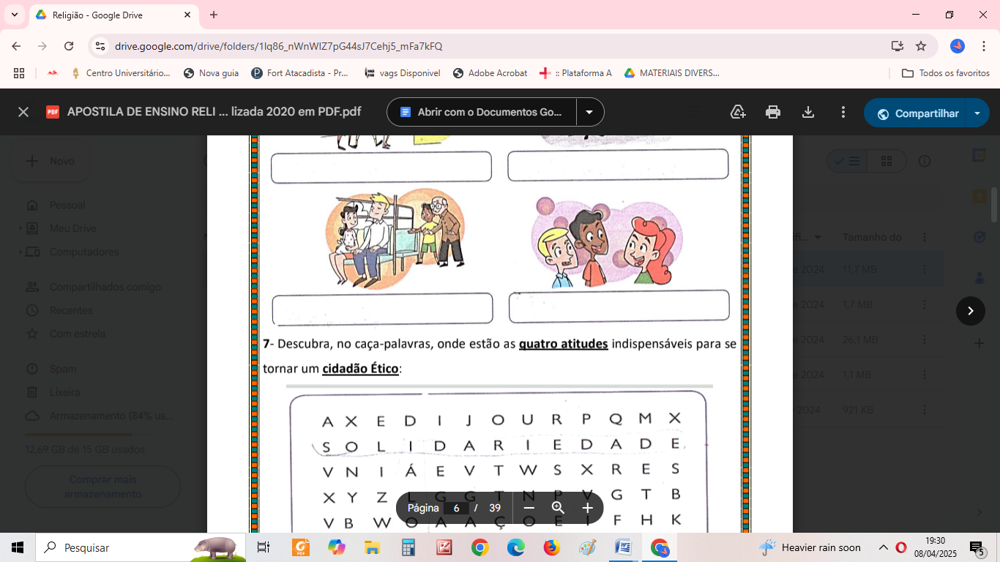 Religião - Google Drive
drive.google.com/drive/folders/1lq86_nWnWIZ7pG44sJ7Cehj5_mFa7kFQ
Centro Universitário... Nova guia Fort Atacadista - Pr... vags Disponivel Adobe Acrobat :: Plataforma A MATERIAIS DIVERS... Todos os favoritos
PDF APOSTILA DE ENSINO RELI ... lizada 2020 em PDF.pdf Abrir com o Documentos Go... Compartilhar
Novo
Pessoal
Meu Drive
Computadores
Compartilhados comigo
Recentes
Com estrela
Spam
Lixeira
Armazenamento (84% us...
12,69 GB de 15 GB usados
Comprar mais
armazenamento
Tamanho do
2024 11,7 MB
2024 1,7 MB
2024 26,1 MB
2024 1,1 MB
2024 921 KB
7- Descubra, no caça-palavras, onde estão as quatro atitudes indispensáveis para se
tornar um cidadão Ético:
A X E D I J O U R P Q M X
S O L I D A R I E D A D E
V N I Á E V T W S X R E S
X Y Z L G G T N P V G T B
V B W O A A Ç O E I F H K
Página 6 / 39
Pesquisar
Heavier rain soon
19:30
08/04/2025
5